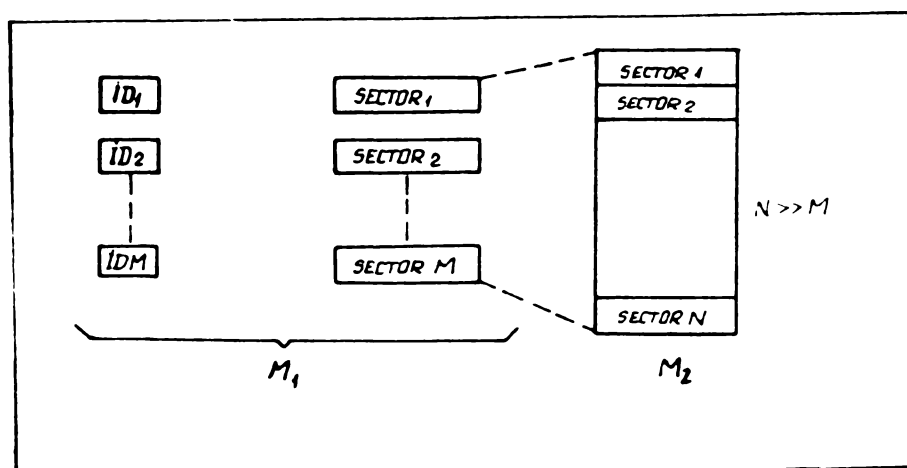 ID1
ID2
IDM
SECTOR 1
SECTOR 2
SECTOR M
M1
SECTOR 1
SECTOR 2
SECTOR N
M2
N >> M